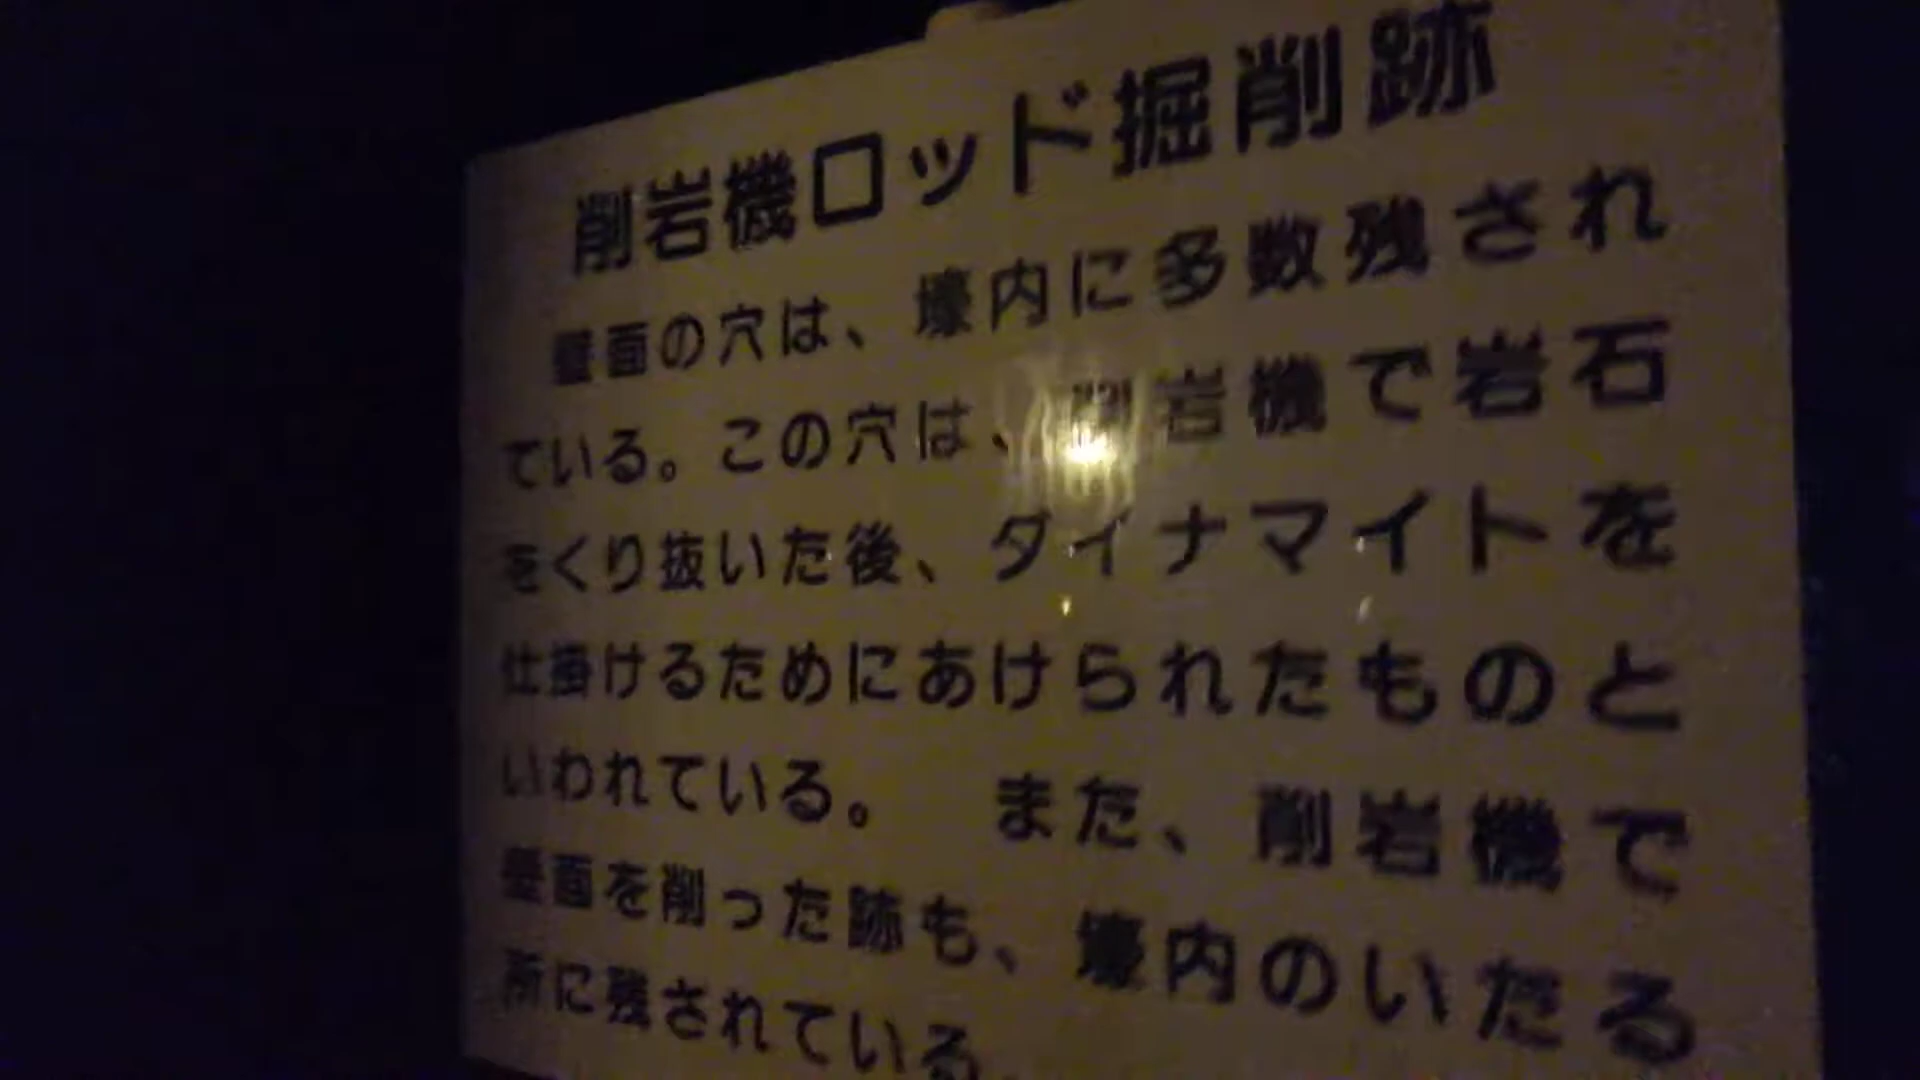 削岩機ロッド掘削跡
壁面の穴は、壕内に多数残され
ている。この穴は、削岩機で岩石
をくり抜いた後、ダイナマイトを
仕掛けるためにあけられたものと
いわれている。 また、削岩機で
壁面を削った跡も、壕内のいたる
所に残されている。